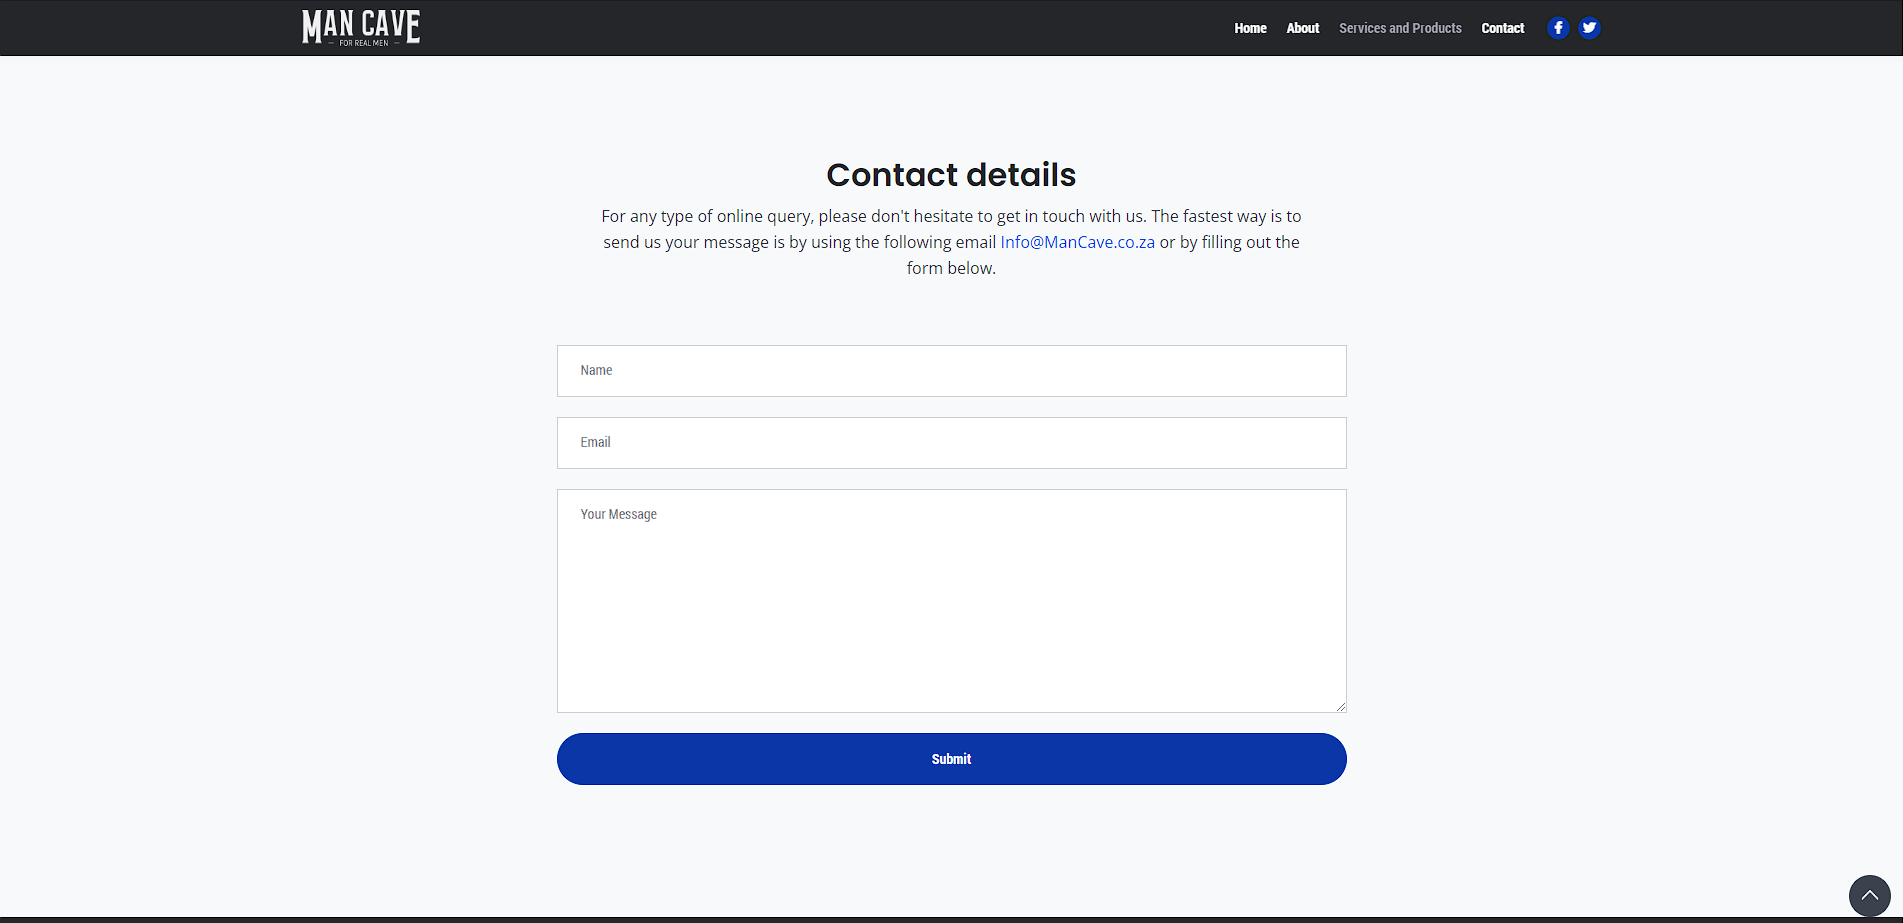 MAN CAVE
FOR REAL MEN
Home About Services and Products Contact
Contact details
For any type of online query, please don't hesitate to get in touch with us. The fastest way is to
send us your message is by using the following email Info@ManCave.co.za or by filling out the
form below.
Name
Email
Your Message
Submit